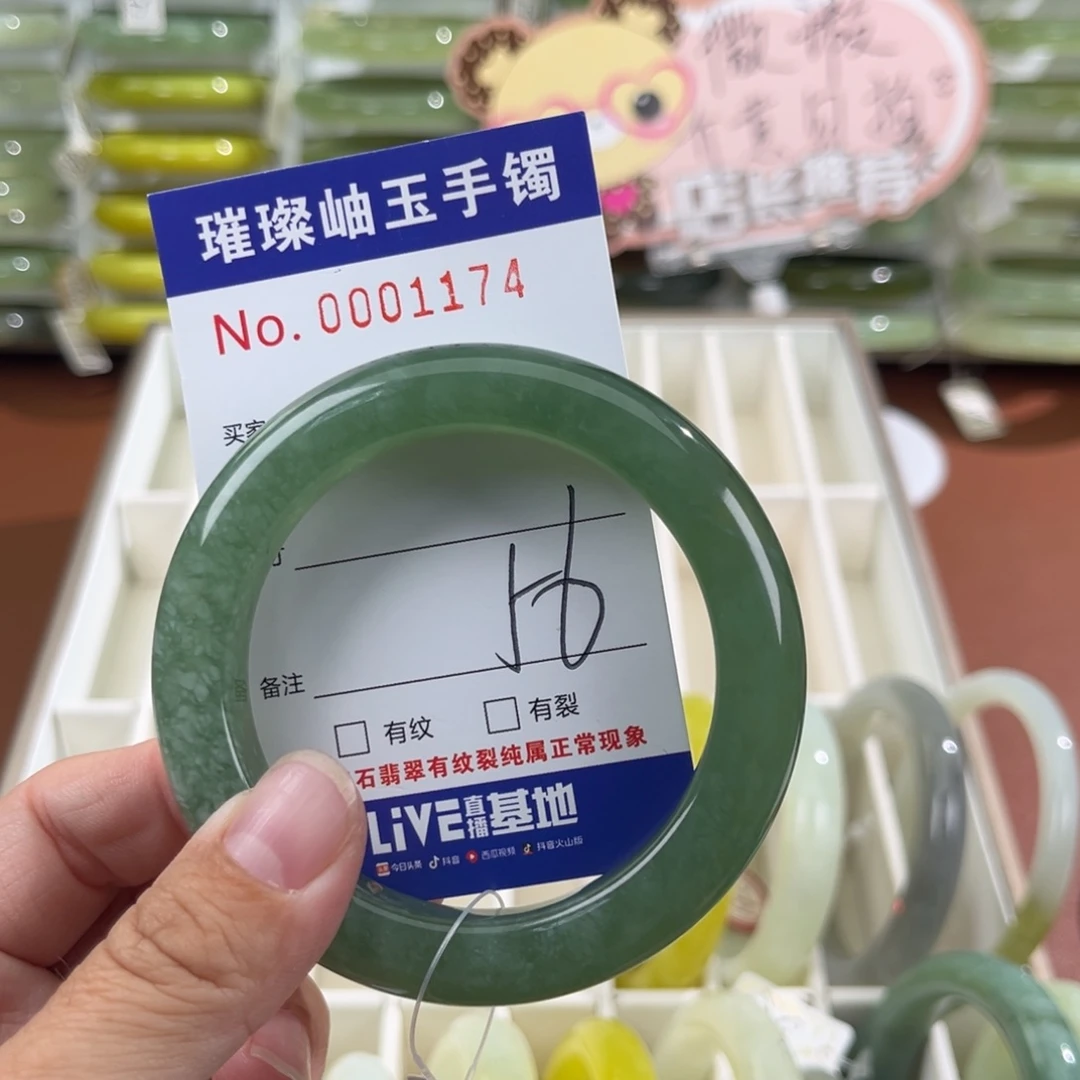 店长推荐
璀璨岫玉手镯
No. 0001174
买家
备注
56
有纹 有裂
石翡翠有纹裂纯属正常现象
LiVE直播基地
今日头条 抖音 西瓜视频 抖音火山版